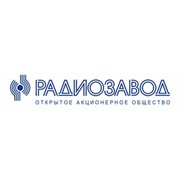 РАДИОЗАВОД
ОТКРЫТОЕ АКЦИОНЕРНОЕ ОБЩЕСТВО